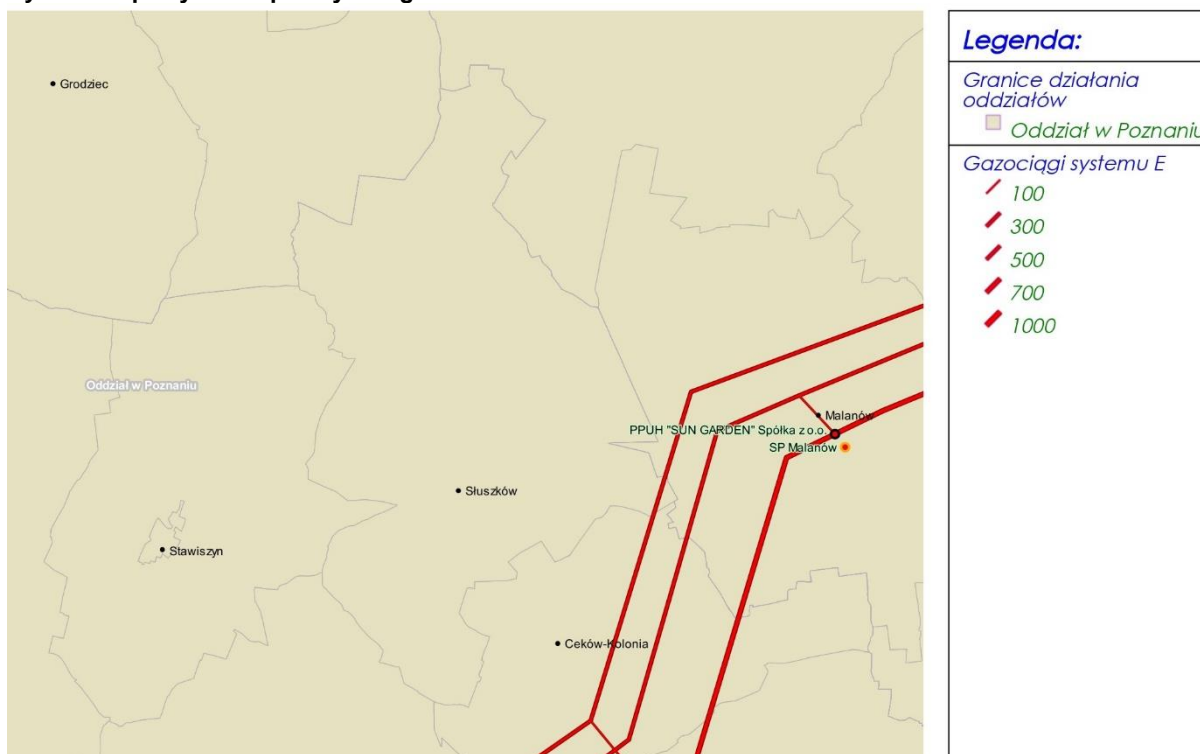 Grodziec
Oddział w Poznaniu
Malanów
PPUH "SUN GARDEN" Spółka z o.o.
SP Malanów
Słuszków
Stawiszyn
Ceków-Kolonia
Legenda:
Granice działania
oddziałów
Oddział w Poznaniu
Gazociągi systemu E
100
300
500
700
1000